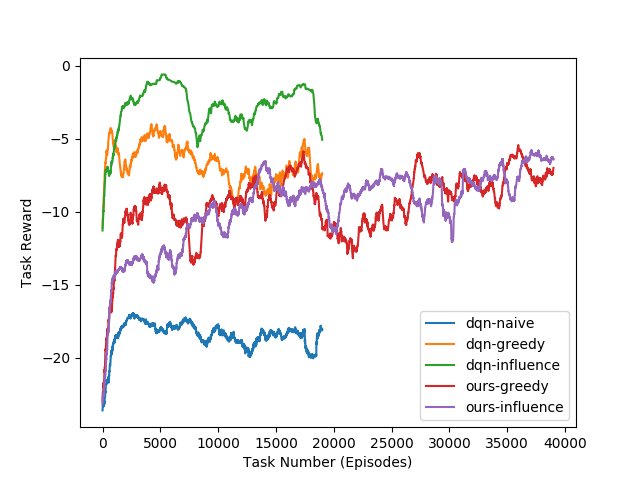 0
−5
−10
−15
−20
Task Reward
0
5000
10000
15000
20000
25000
30000
35000
40000
Task Number (Episodes)
dqn-naive
dqn-greedy
dqn-influence
ours-greedy
ours-influence